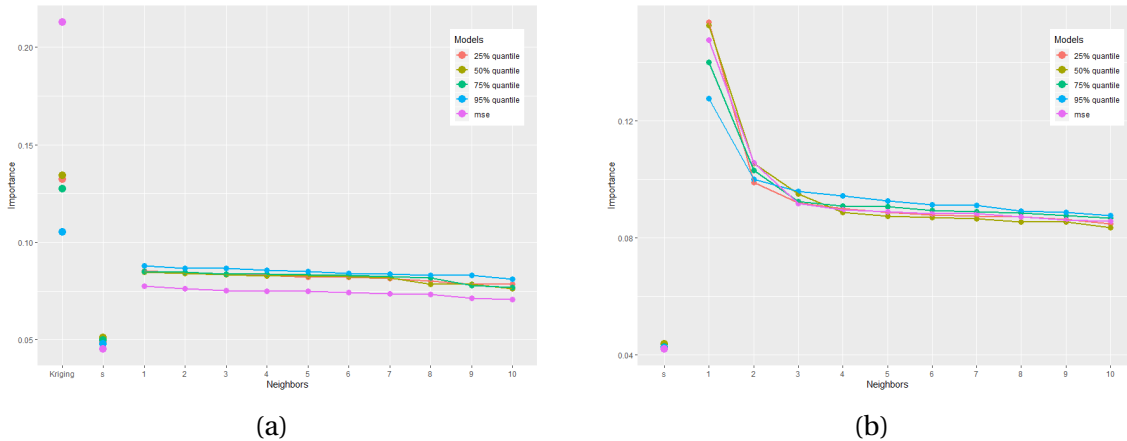 0.20
0.15
0.10
0.05
Importance
Models
25% quantile
50% quantile
75% quantile
95% quantile
mse
Kriging s 1 2 3 4 5 6 7 8 9 10
Neighbors
(a)
0.12
0.08
0.04
Importance
Models
25% quantile
50% quantile
75% quantile
95% quantile
mse
s 1 2 3 4 5 6 7 8 9 10
Neighbors
(b)